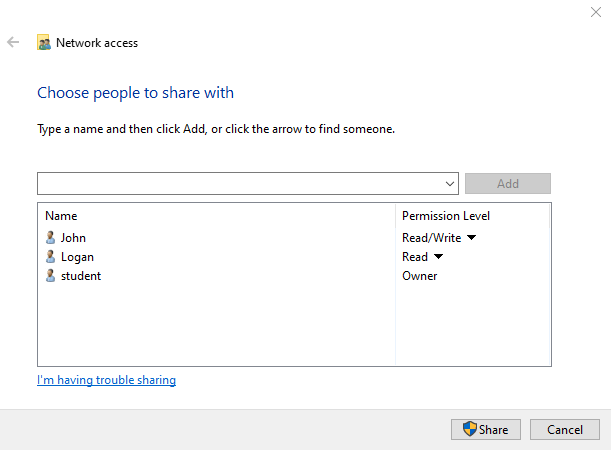 Network access
Choose people to share with
Type a name and then click Add, or click the arrow to find someone.
Add
Name Permission Level
John Read/Write
Logan Read
student Owner
I'm having trouble sharing
Share Cancel